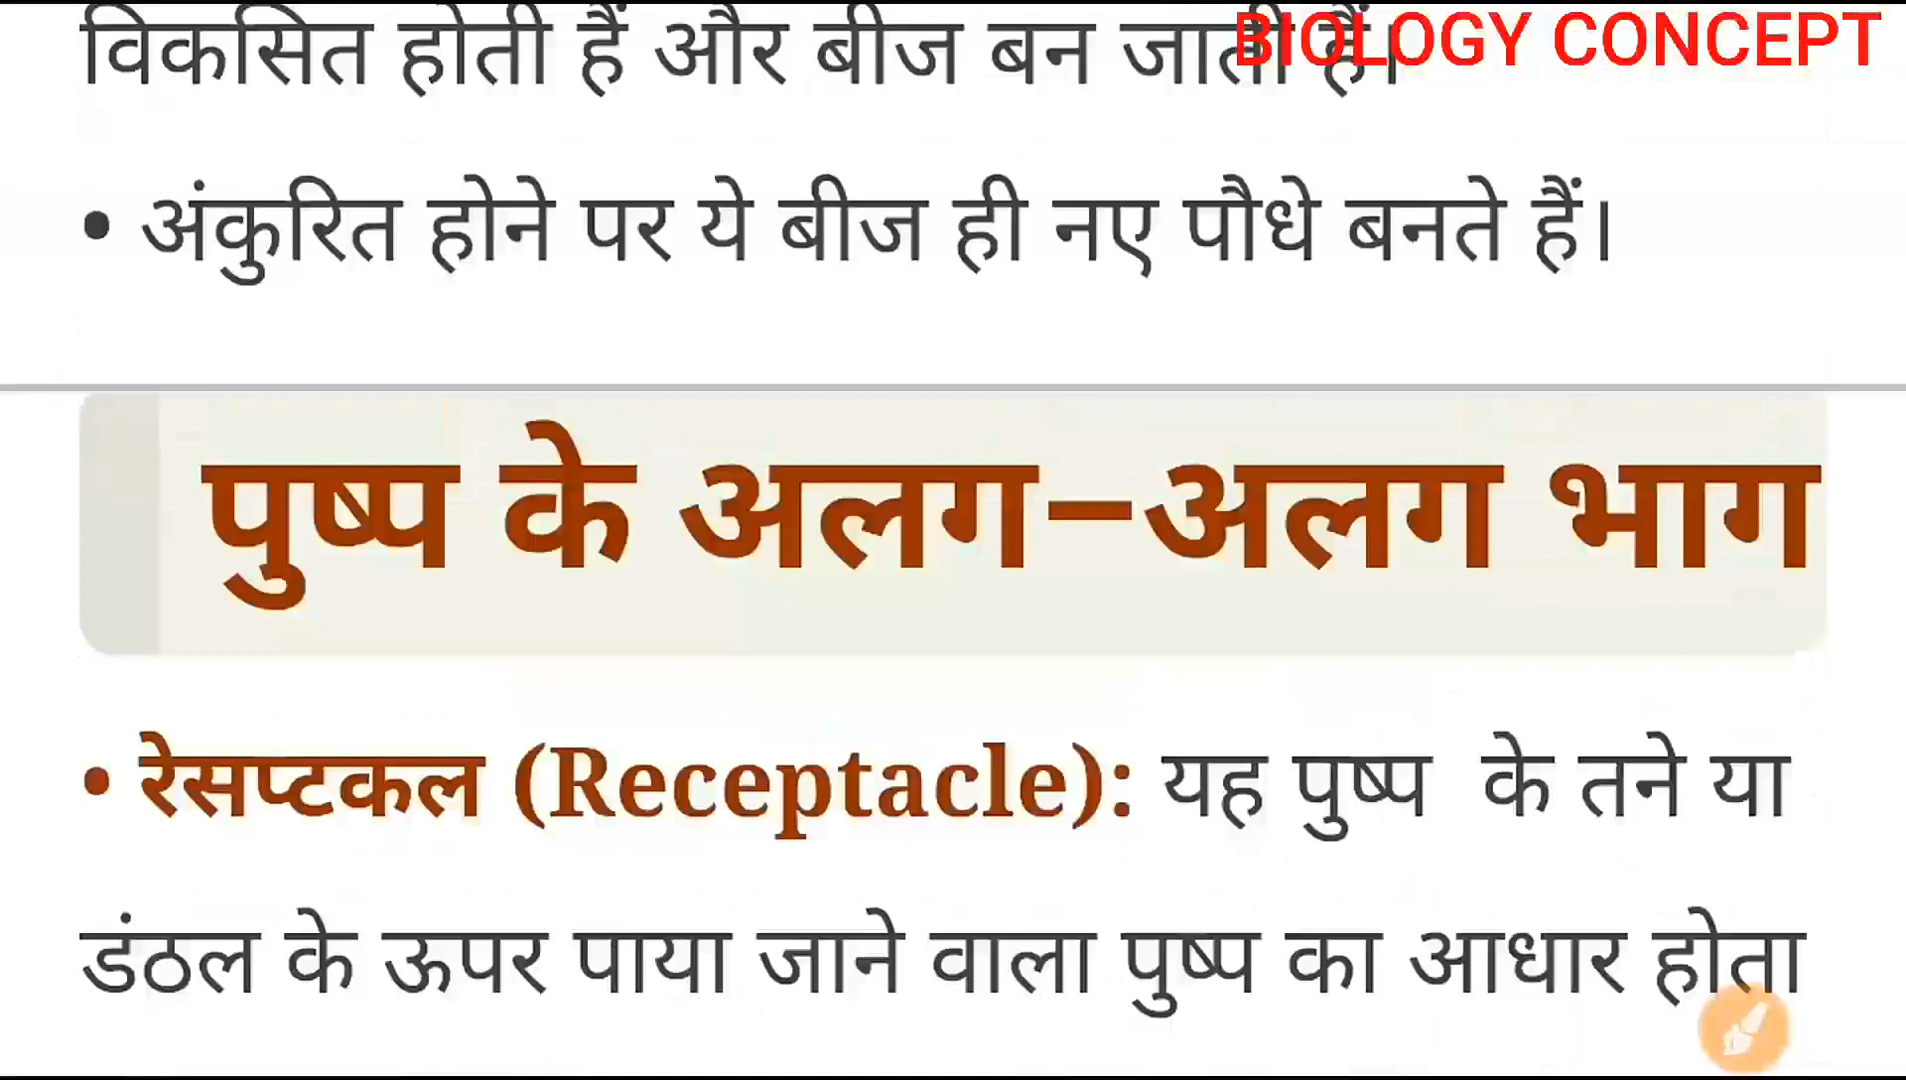 विकसित होती हैं और बीज बन जाती हैं।
BIOLOGY CONCEPT
• अंकुरित होने पर ये बीज ही नए पौधे बनते हैं।
पुष्प के अलग–अलग भाग
• रेसप्टकल (Receptacle): यह पुष्प के तने या
डंठल के ऊपर पाया जाने वाला पुष्प का आधार होता